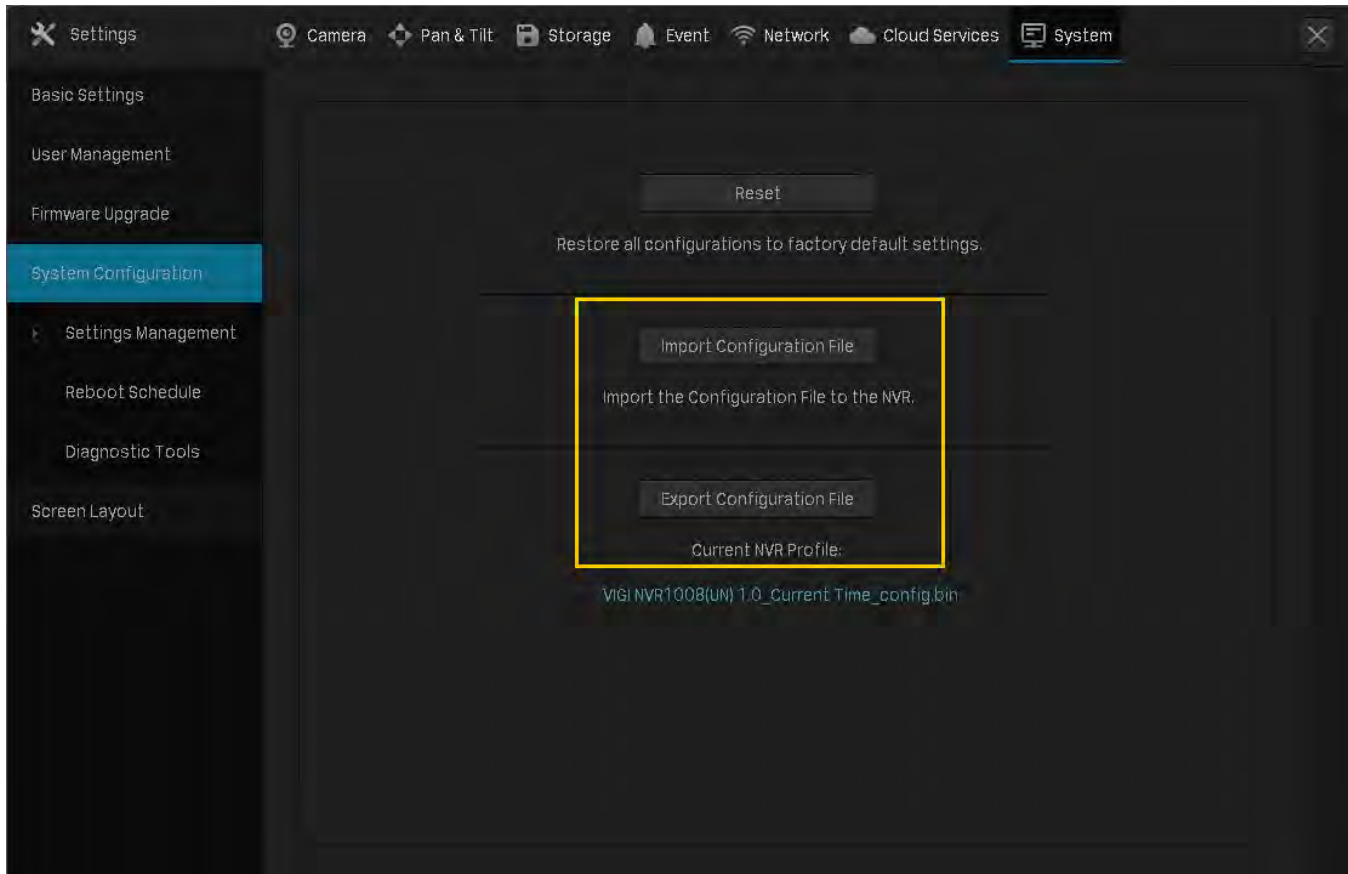 Settings
Camera
Pan & Tilt
Storage
Event
Network
Cloud Services
System
Basic Settings
User Management
Firmware Upgrade
System Configuration
Settings Management
Reboot Schedule
Diagnostic Tools
Screen Layout
Reset
Restore all configurations to factory default settings.
Import Configuration File
Import the Configuration File to the NVR.
Export Configuration File
Current NVR Profile:
VIGI NVR1008(UN) 1.0_Current Time_config.bin